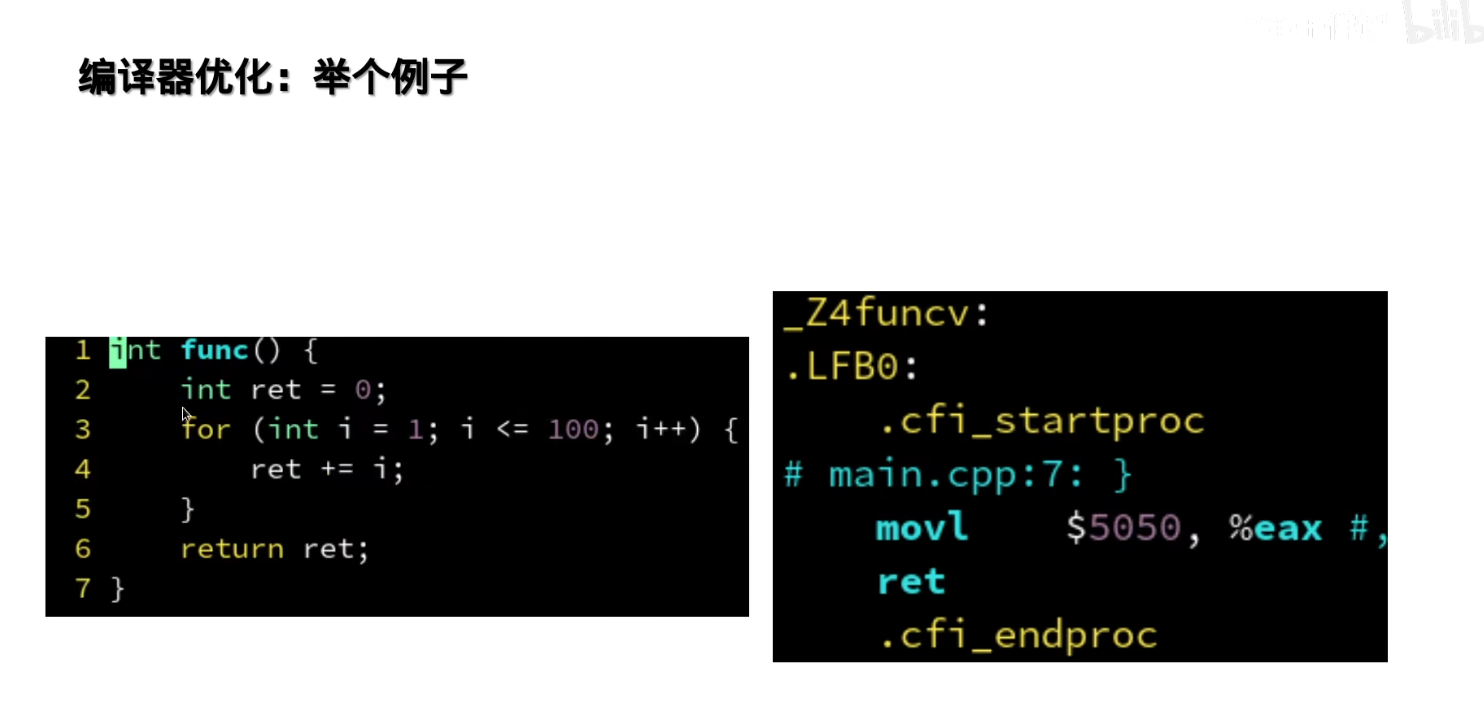 编译器优化：举个例子
1 int func() {
2     int ret = 0;
3     for (int i = 1; i <= 100; i++) {
4         ret += i;
5     }
6     return ret;
7 }
_Z4funcv:
.LFB0:
    .cfi_startproc
# main.cpp:7: }
    movl    $5050, %eax #,
    ret
    .cfi_endproc